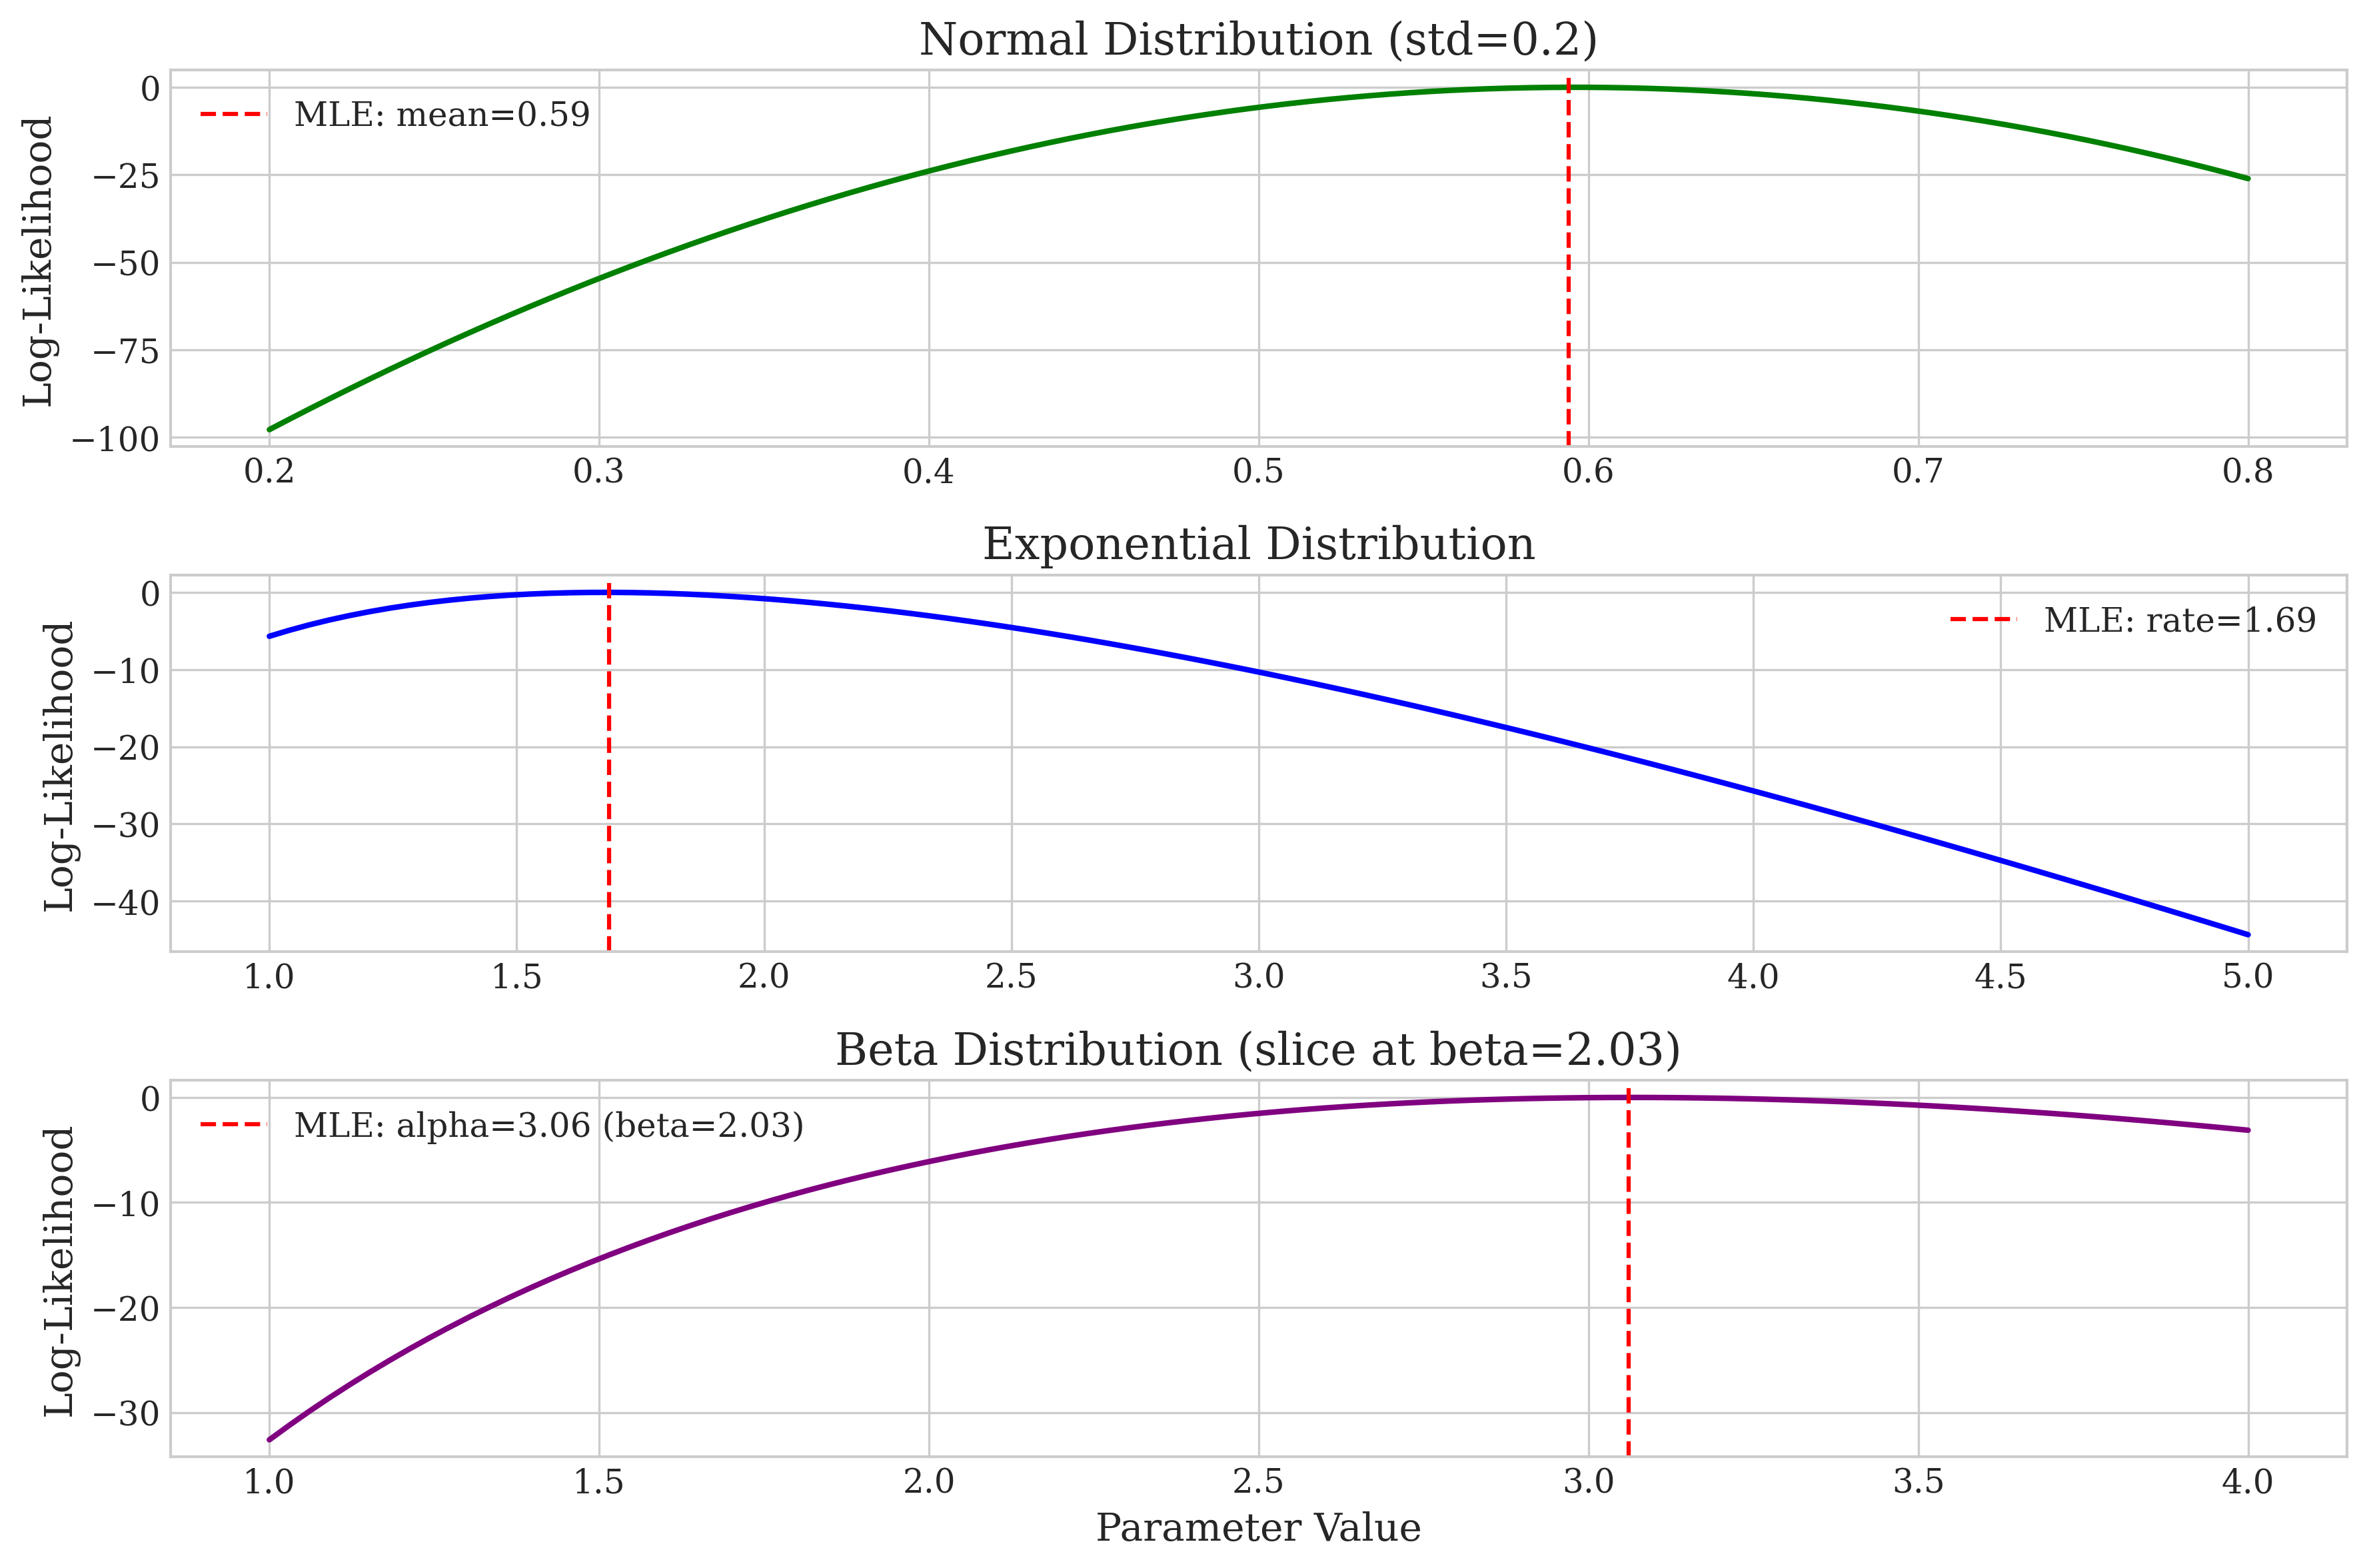 Normal Distribution (std=0.2)
Log-Likelihood
0
−25
−50
−75
−100
MLE: mean=0.59
0.2 0.3 0.4 0.5 0.6 0.7 0.8
Exponential Distribution
Log-Likelihood
0
−10
−20
−30
−40
MLE: rate=1.69
1.0 1.5 2.0 2.5 3.0 3.5 4.0 4.5 5.0
Beta Distribution (slice at beta=2.03)
Log-Likelihood
0
−10
−20
−30
MLE: alpha=3.06 (beta=2.03)
1.0 1.5 2.0 2.5 3.0 3.5 4.0
Parameter Value